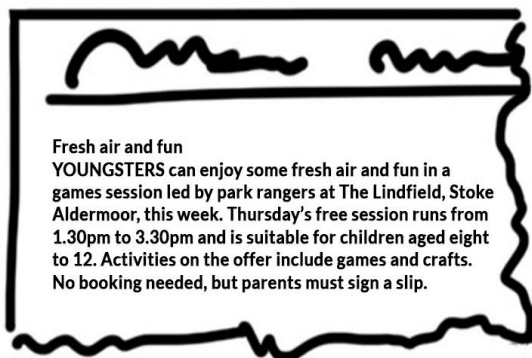 Fresh air and fun
YOUNGSTERS can enjoy some fresh air and fun in a
games session led by park rangers at The Lindfield, Stoke
Aldermoor, this week. Thursday's free session runs from
1.30pm to 3.30pm and is suitable for children aged eight
to 12. Activities on the offer include games and crafts.
No booking needed, but parents must sign a slip.